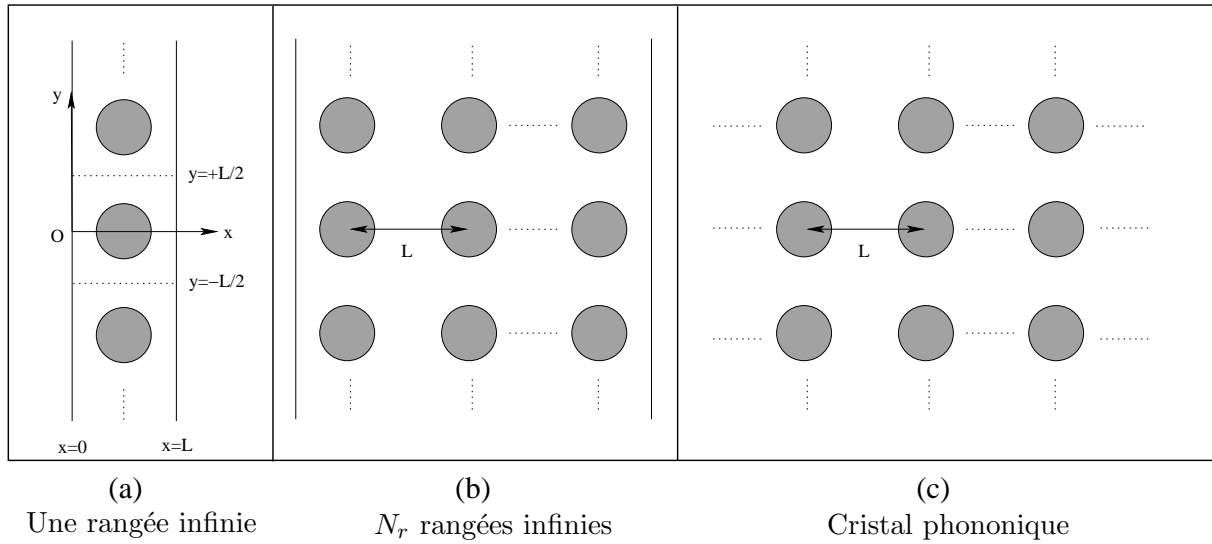 y
y=+L/2
O
x
y=−L/2
x=0
x=L
L
L
(a)
(b)
(c)
Une rangée infinie
N_r rangées infinies
Cristal phononique